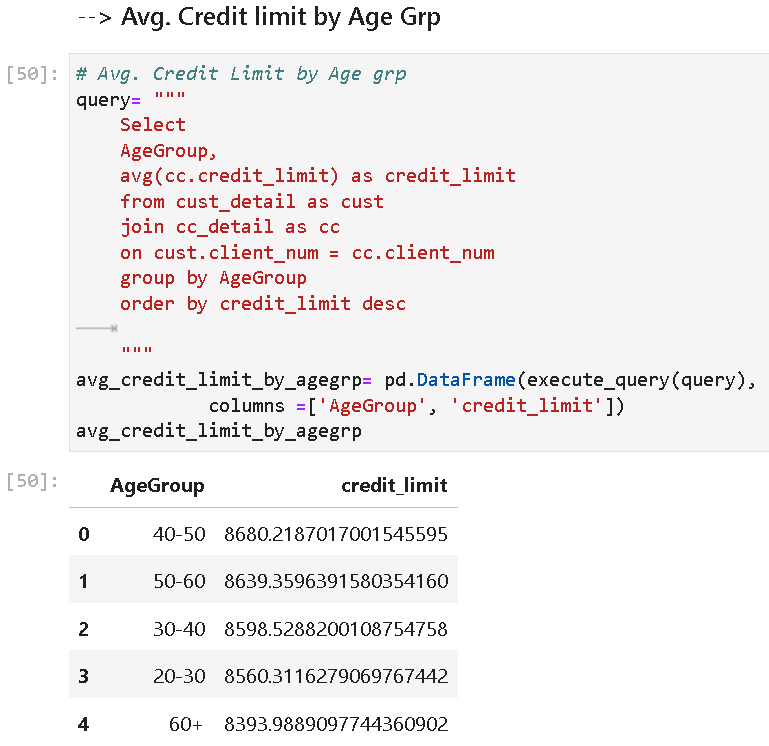 --> Avg. Credit limit by Age Grp
[50]: # Avg. Credit Limit by Age grp
query= """
Select
AgeGroup,
avg(cc.credit_limit) as credit_limit
from cust_detail as cust
join cc_detail as cc
on cust.client_num = cc.client_num
group by AgeGroup
order by credit_limit desc
"""
avg_credit_limit_by_agegrp= pd.DataFrame(execute_query(query),
columns =['AgeGroup', 'credit_limit'])
avg_credit_limit_by_agegrp
[50]: AgeGroup credit_limit
0 40-50 8680.2187017001545595
1 50-60 8639.3596391580354160
2 30-40 8598.5288200108754758
3 20-30 8560.3116279069767442
4 60+ 8393.9889097744360902